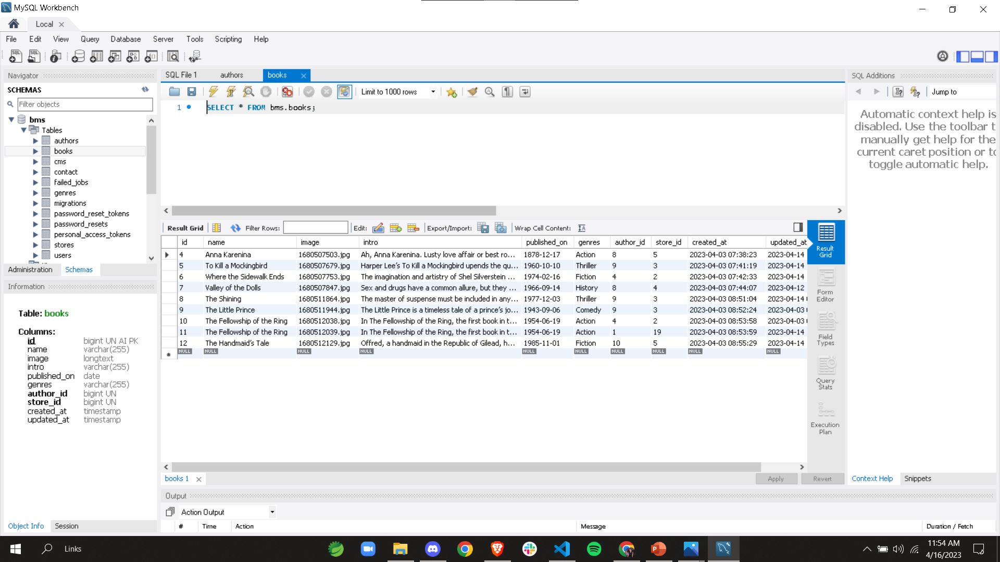 MySQL Workbench
Local
File Edit View Query Database Server Tools Scripting Help
Navigator
SCHEMAS
Filter objects
bms
Tables
authors
books
cms
contact
failed_jobs
genres
migrations
password_reset_tokens
password_resets
personal_access_tokens
stores
users
Administration Schemas
Information
Table: books
Columns:
id bigint UN AI PK
name varchar(255)
image longtext
intro varchar(255)
published_on date
genres varchar(255)
author_id bigint UN
store_id bigint UN
created_at timestamp
updated_at timestamp
Object Info Session
SQL File 1 authors books
Limit to 1000 rows
1 SELECT * FROM bms.books;
Result Grid Filter Rows: Edit: Export/Import: Wrap Cell Content:
id name image intro published_on genres author_id store_id created_at updated_at
4 Anna Karenina 1680507503.jpg Ah, Anna Karenina. Lusty love affair or best ro... 1878-12-17 Action 8 5 2023-04-03 07:38:23 2023-04-14
5 To Kill a Mockingbird 1680507679.jpg Harper Lee’s To Kill a Mockingbird upends the qu... 1960-10-10 Thriller 9 3 2023-04-03 07:41:19 2023-04-14
6 Where the Sidewalk Ends 1680507753.jpg The imagination and artistry of Shel Silverstein ... 1974-02-16 Fiction 4 2 2023-04-03 07:42:33 2023-04-14
7 Valley of the Dolls 1680507847.jpg Sex and drugs have a common allure, but they ... 1966-09-14 History 8 4 2023-04-03 07:44:07 2023-04-12
8 The Shining 1680511864.jpg The master of suspense must be included in any... 1977-12-03 Thriller 9 3 2023-04-03 08:51:04 2023-04-14
9 The Little Prince 1680511944.jpg The Little Prince is a timeless tale of a prince’s jo... 1943-09-06 Comedy 9 3 2023-04-03 08:52:24 2023-04-03
10 The Fellowship of the Ring 1680512038.jpg In The Fellowship of the Ring, the first book in t... 1954-06-19 Action 4 2 2023-04-03 08:53:58 2023-04-03
11 The Fellowship of the Ring 1680512039.jpg In The Fellowship of the Ring, the first book in t... 1954-06-19 Action 1 19 2023-04-03 08:53:59 2023-04-14
12 The Handmaid’s Tale 1680512129.jpg Offred, a handmaid in the Republic of Gilead, h... 1985-11-01 Fiction 10 5 2023-04-03 08:55:29 2023-04-14
NULL NULL NULL NULL NULL NULL NULL NULL NULL NULL
Result Grid
Form Editor
Field Types
Query Stats
Execution Plan
books 1 Apply Revert
SQL Additions
Jump to
Automatic context help is
disabled. Use the toolbar t
manually get help for the
current caret position or to
toggle automatic help.
Context Help Snippets
Output
Action Output
# Time Action Message Duration / Fetch
Links
11:54 AM
4/16/2023